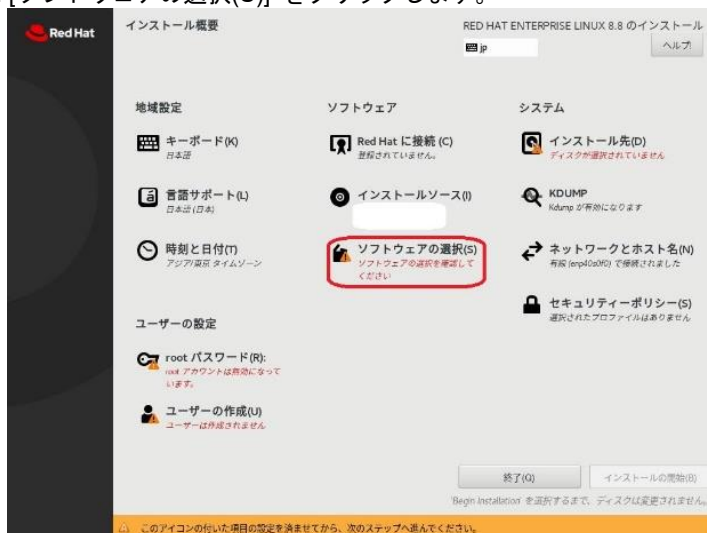 [ソフトウェアの選択(S)] をクリックします。
Red Hat
インストール概要
RED HAT ENTERPRISE LINUX 8.8 のインストール
jp
ヘルプ!
地域設定
キーボード(K)
日本語
言語サポート(L)
日本語 (日本)
時刻と日付(T)
アジア/東京 タイムゾーン
ソフトウェア
Red Hat に接続 (C)
登録されていません。
インストールソース(I)
ソフトウェアの選択(S)
ソフトウェアの選択を確認して
ください
システム
インストール先(D)
ディスクが選択されていません
KDUMP
Kdump が有効になります
ネットワークとホスト名(N)
有線 (enp40s0f0) で接続されました
セキュリティーポリシー(S)
選択されたプロファイルはありません
ユーザーの設定
root パスワード(R):
root アカウントは無効になって
います。
ユーザーの作成(U)
ユーザーは作成されません
終了(Q)
インストールの開始(B)
'Begin Installation' を選択するまで、ディスクは変更されません。
このアイコンの付いた項目の設定を済ませてから、次のステップへ進んでください。